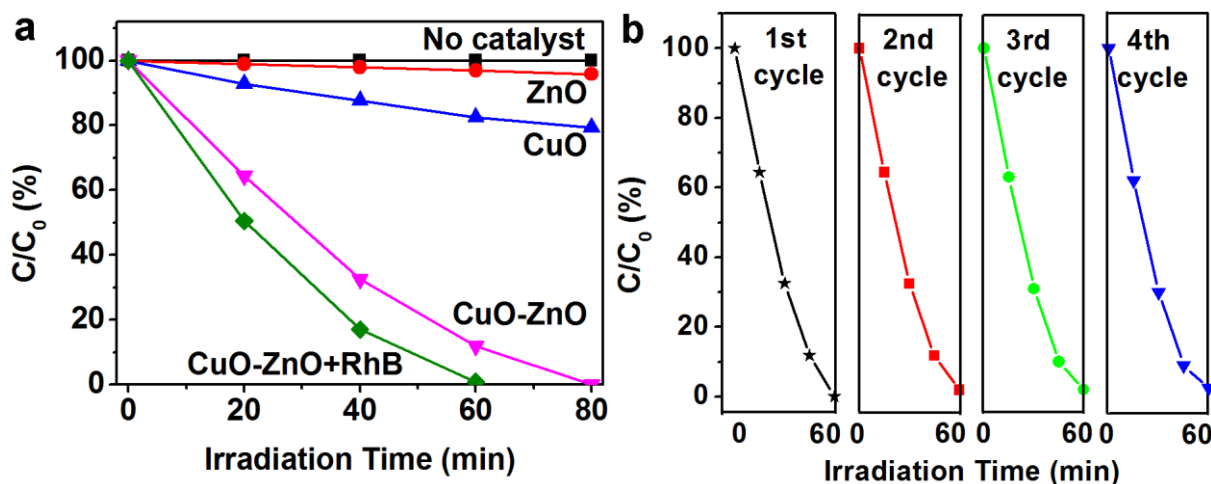 a
100
80
60
40
20
0
C/C0 (%)
No catalyst
ZnO
CuO
CuO-ZnO
CuO-ZnO+RhB
0 20 40 60 80
Irradiation Time (min)
b
100
80
60
40
20
0
C/C0 (%)
1st
cycle
2nd
cycle
3rd
cycle
4th
cycle
0 60 0 60 0 60 0 60
Irradiation Time (min)